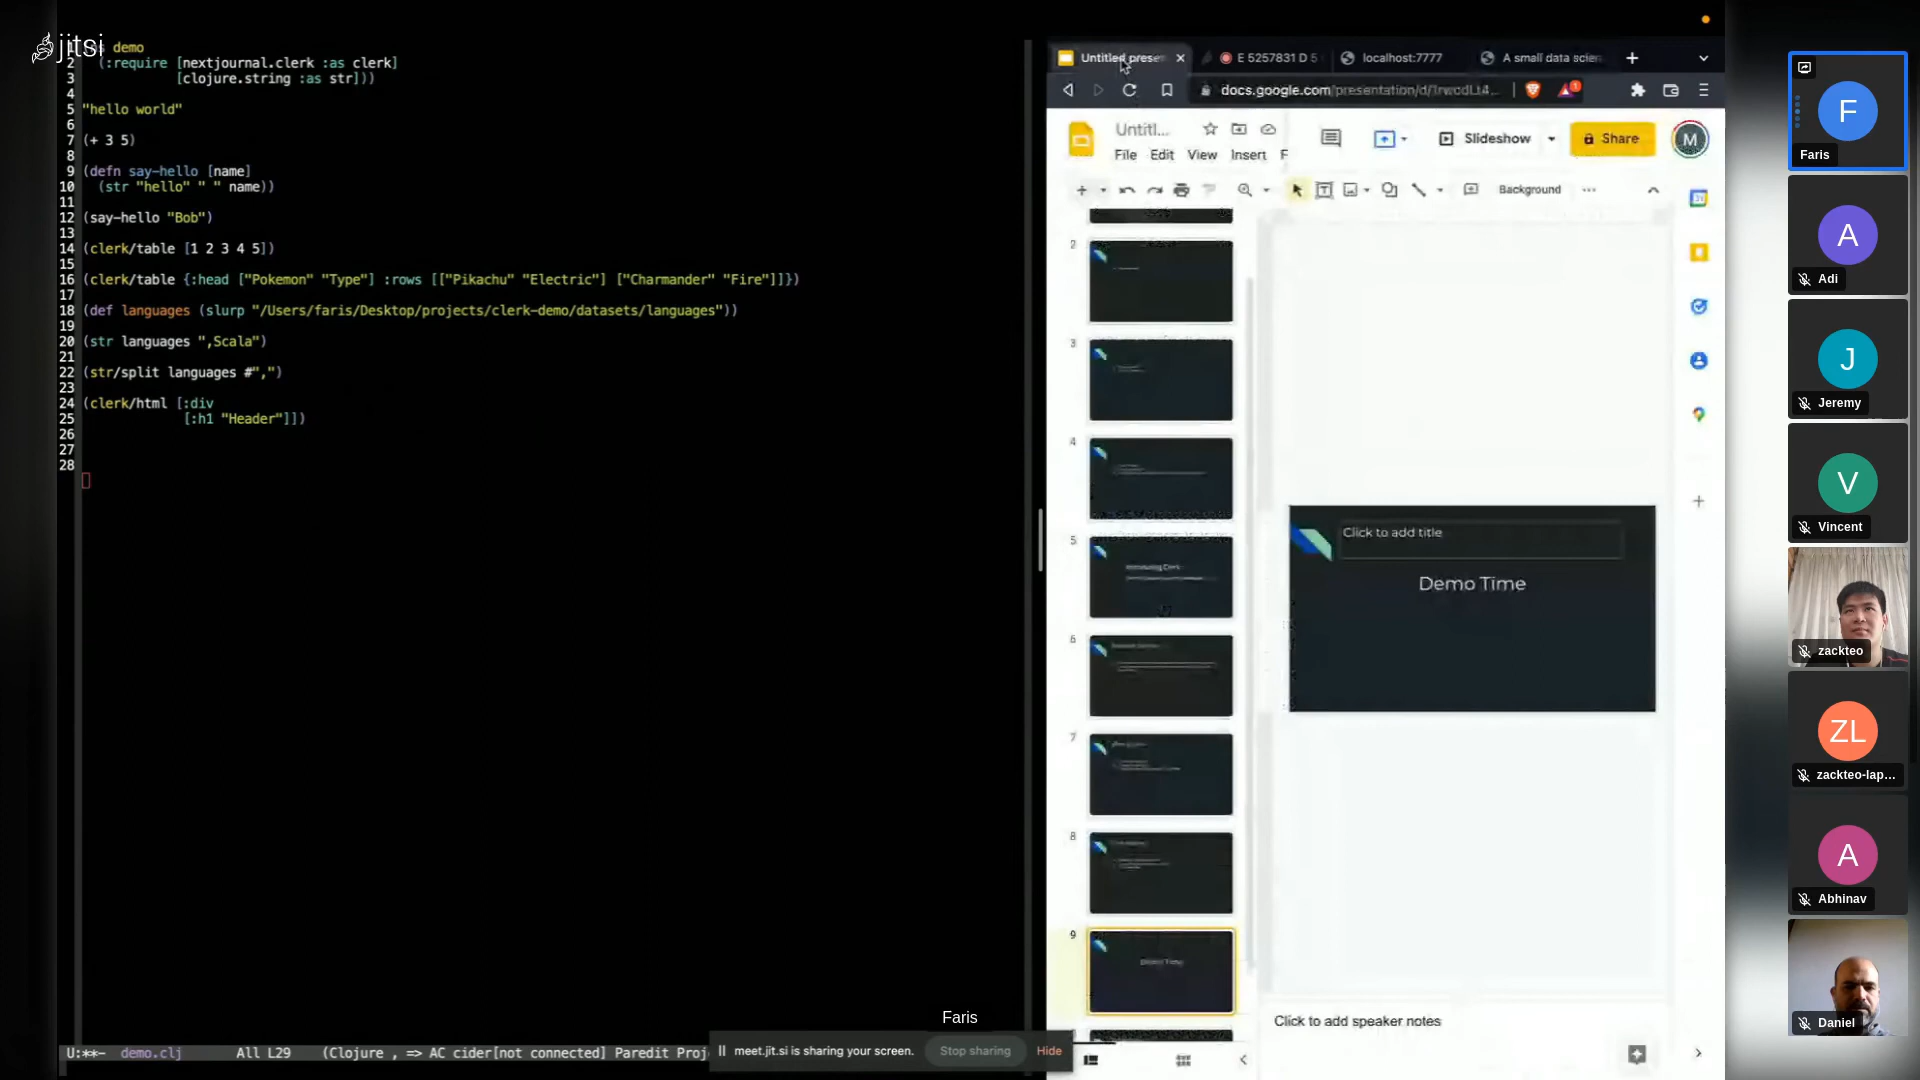 jitsi
demo
2 (:require [nextjournal.clerk :as clerk]
3 [clojure.string :as str]))
4
5 "hello world"
6
7 (+ 3 5)
8
9 (defn say-hello [name]
10 (str "hello" " " name))
11
12 (say-hello "Bob")
13
14 (clerk/table [1 2 3 4 5])
15
16 (clerk/table {:head ["Pokemon" "Type"] :rows [["Pikachu" "Electric"] ["Charmander" "Fire"]]})
17
18 (def languages (slurp "/Users/faris/Desktop/projects/clerk-demo/datasets/languages"))
19
20 (str languages ",Scala")
21
22 (str/split languages #",")
23
24 (clerk/html [:div
25 [:h1 "Header"]])
26
27
28
U:**- demo.clj All L29 (Clojure , => AC cider[not connected] Paredit Proj
Faris
meet.jit.si is sharing your screen. Stop sharing Hide
Untitled presen E 5257831 D 5 localhost:7777 A small data scien
docs.google.com/presentation/d/
Untitl... Slideshow Share M
File Edit View Insert F
Background
2
3
4
5
Introducing Clerk
6
7
8
9
Demo Time
Click to add title
Demo Time
Click to add speaker notes
F
Faris
A
Adi
J
Jeremy
V
Vincent
zackteo
ZL
zackteo-lap...
A
Abhinav
Daniel